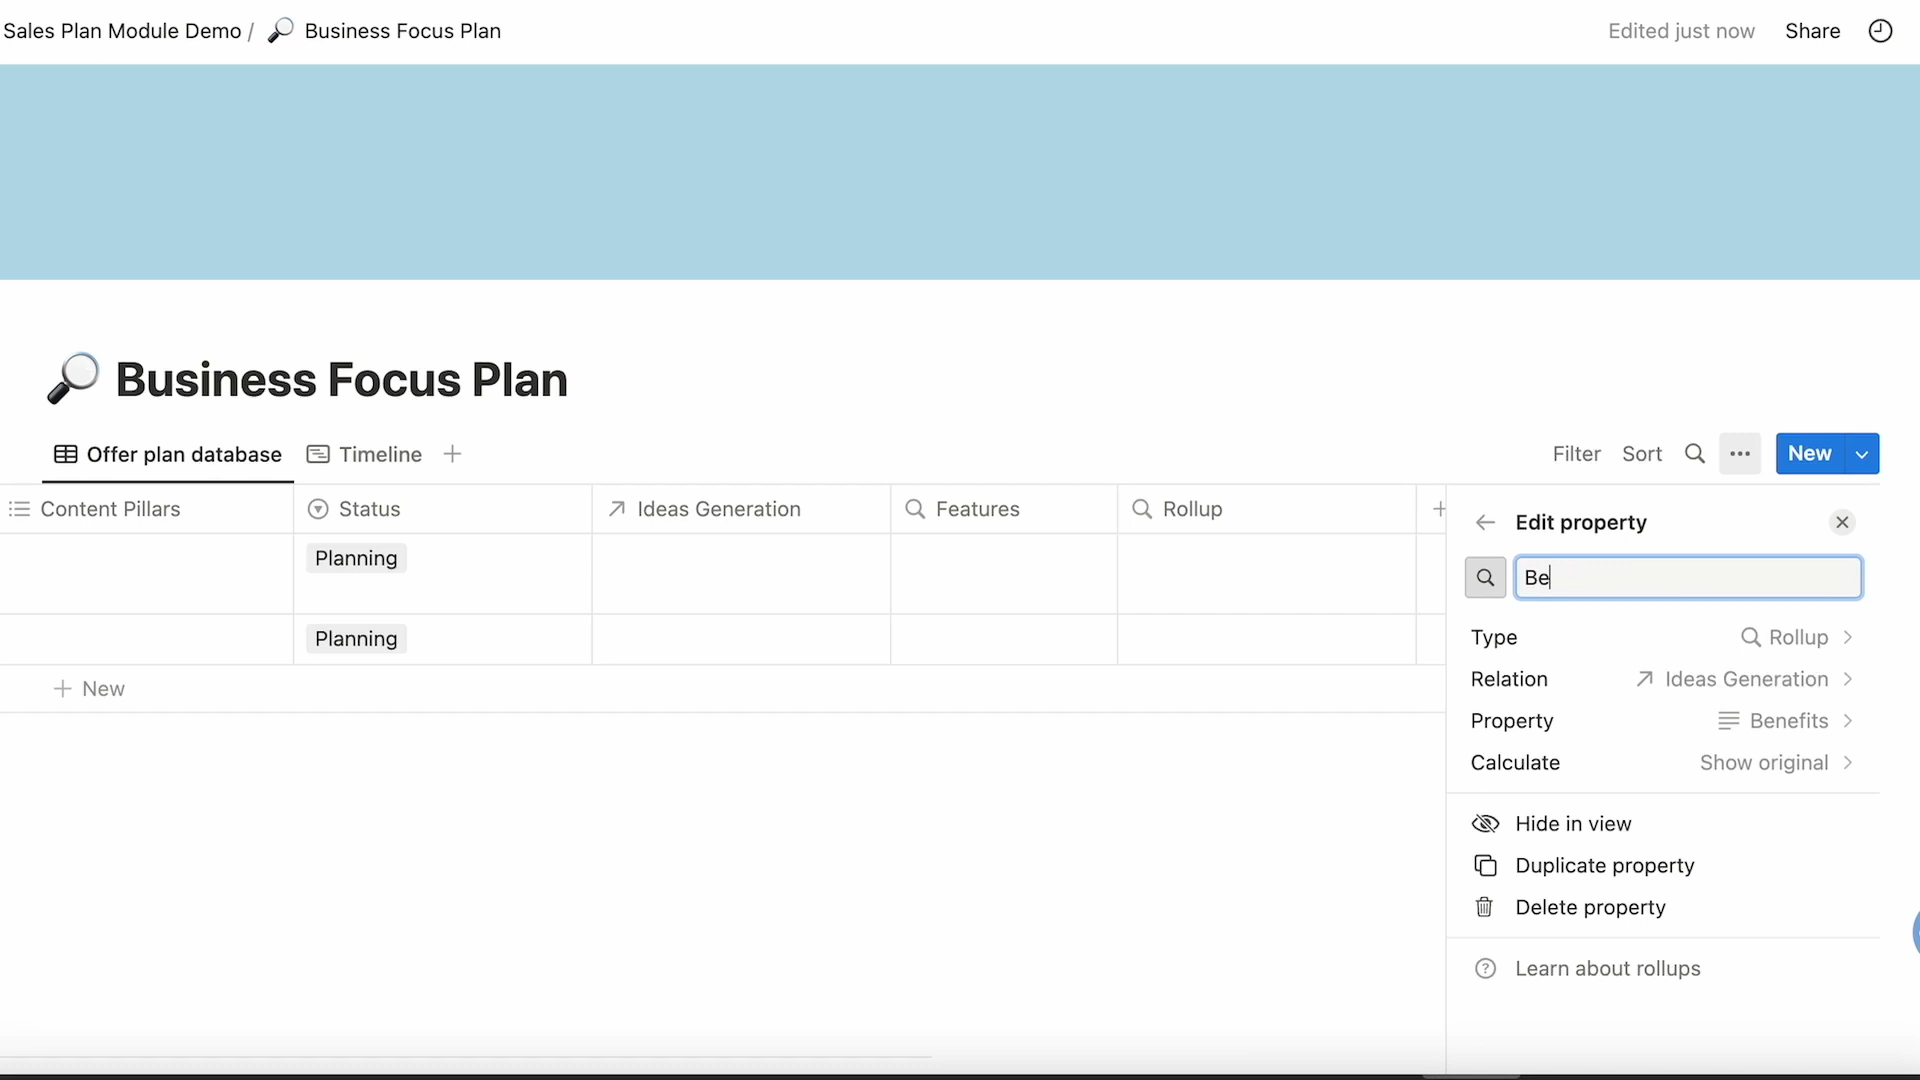 Sales Plan Module Demo / Business Focus Plan
Edited just now Share
Business Focus Plan
Offer plan database Timeline
Filter Sort New
Content Pillars Status Ideas Generation Features Rollup
Planning
Planning
New
Edit property
Be
Type Rollup
Relation Ideas Generation
Property Benefits
Calculate Show original
Hide in view
Duplicate property
Delete property
Learn about rollups